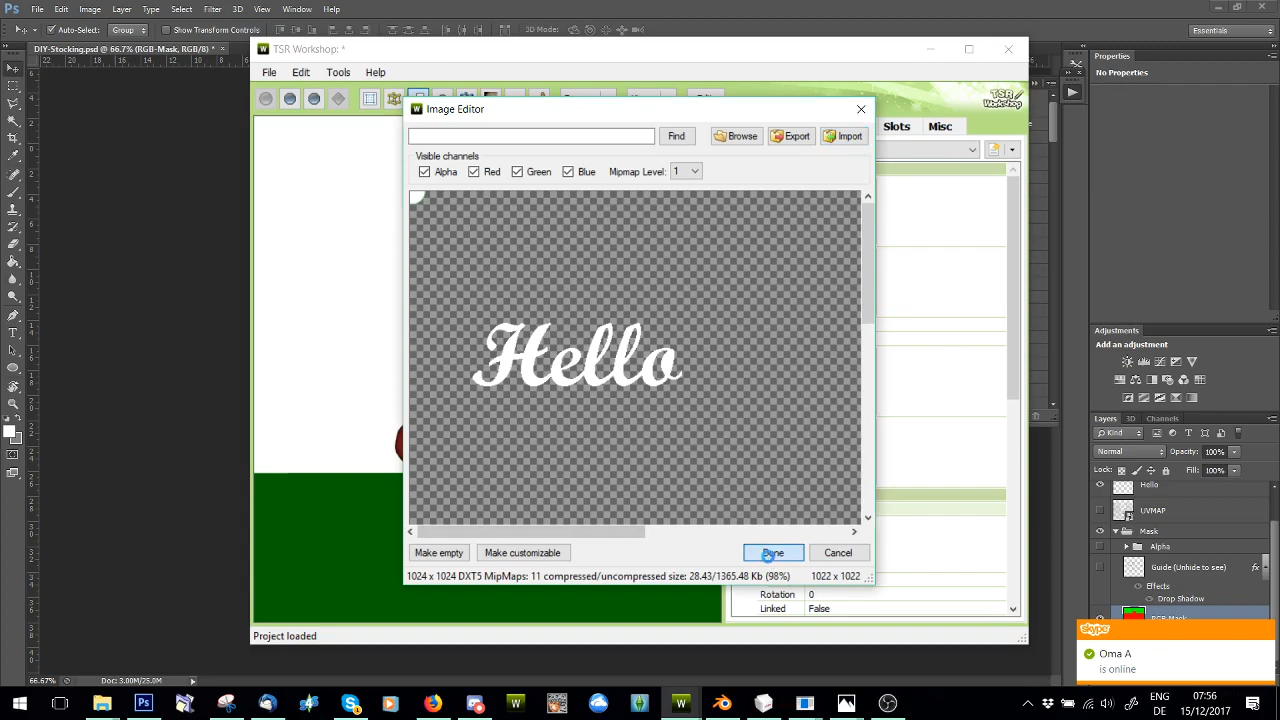 Ps File Edit Image Layer Type Select Filter 3D View Window Help
Auto-Select: Group Show Transform Controls 3D Mode: Essentials
DIY-Stocking.psd @ 66.7% (RGB-Mask, RGB/8) *
TSR Workshop: *
File Edit Tools Help
TSR Workshop
Slots Misc
Image Editor
Find Browse Export Import
Visible channels
Alpha Red Green Blue Mipmap Level: 1
Hello
Make empty Make customizable Done Cancel
1024 x 1024 DXT5 MipMaps: 11 compressed/uncompressed size: 28.43/1365.48 Kb (98%) 1022 x 1022
Rotation 0
Linked False
Project loaded
Properties
No Properties
Adjustments
Add an adjustment
Layers 3D Channels
Kind
Normal Opacity: 100%
Lock: Fill: 100%
Hello
UVMAP
Mask
Alpha
Guide (Unhide to see) fx
Effects
Drop Shadow
RGB-Mask
skype
Oma A
is online
66.67% Doc: 3.00M/25.0M
ENG 07:56
DE 15/12/2017